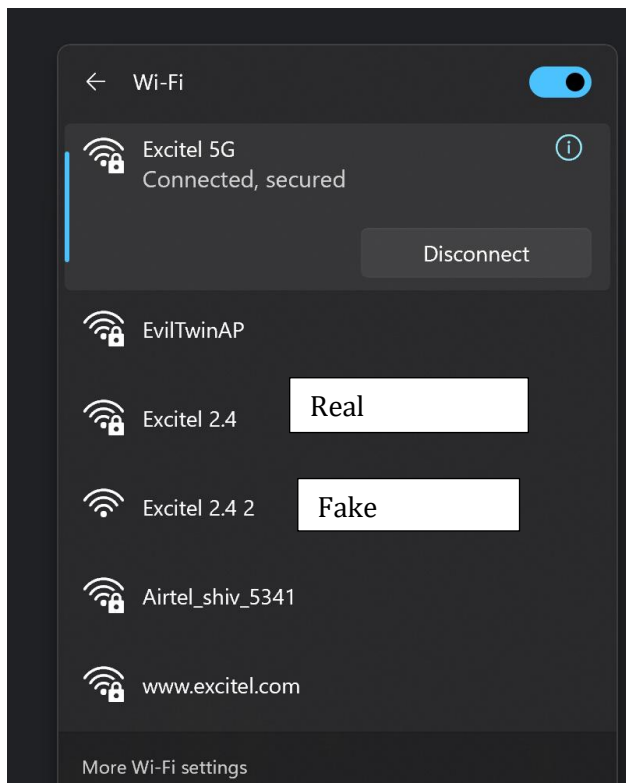 Wi-Fi
Excitel 5G
Connected, secured
Disconnect
EvilTwinAP
Excitel 2.4 Real
Excitel 2.4 2 Fake
Airtel_shiv_5341
www.excitel.com
More Wi-Fi settings